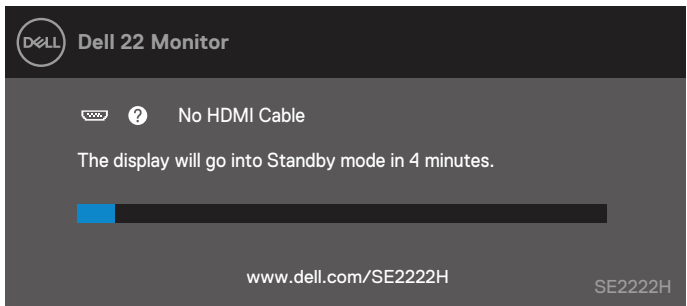 DELL Dell 22 Monitor
No HDMI Cable
The display will go into Standby mode in 4 minutes.
www.dell.com/SE2222H
SE2222H